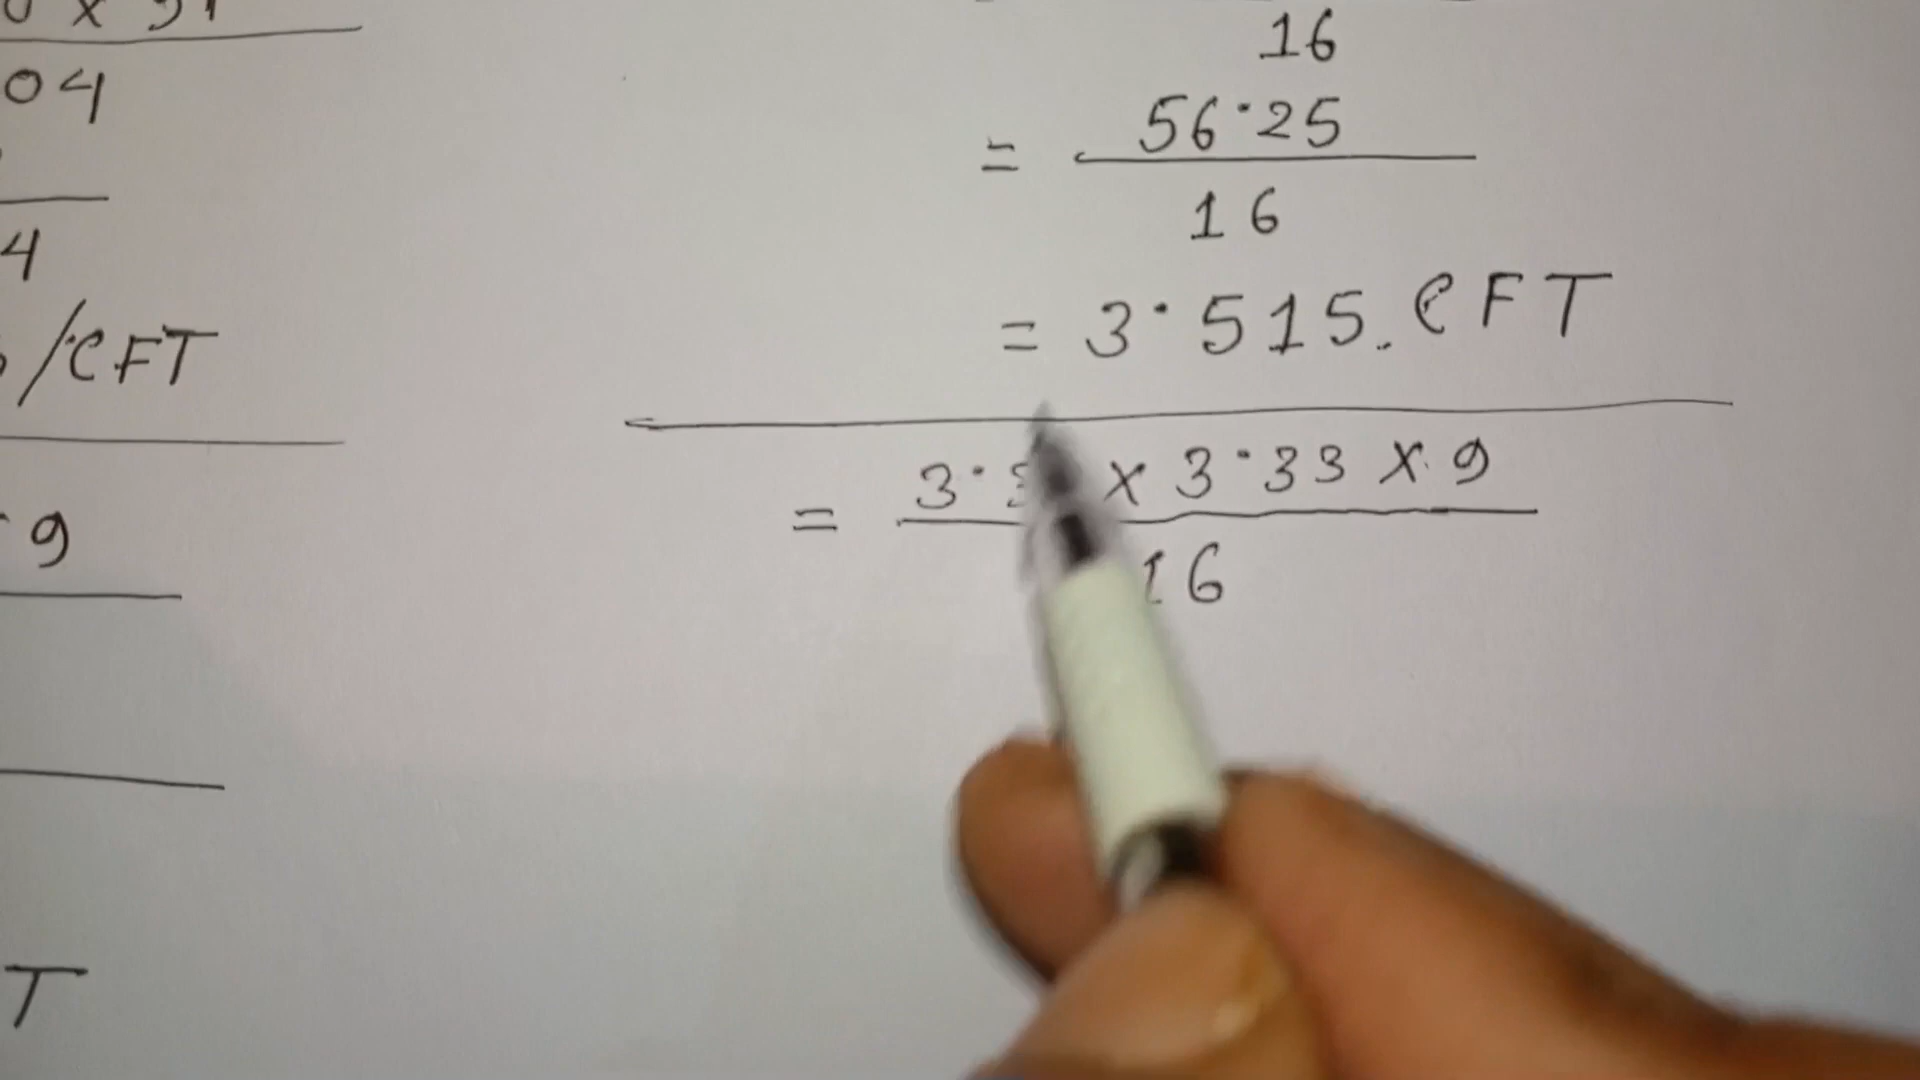 04
4
/CFT
9
T
16
= 56.25
16
= 3.515. CFT
= 3. x 3.33 x 9
16